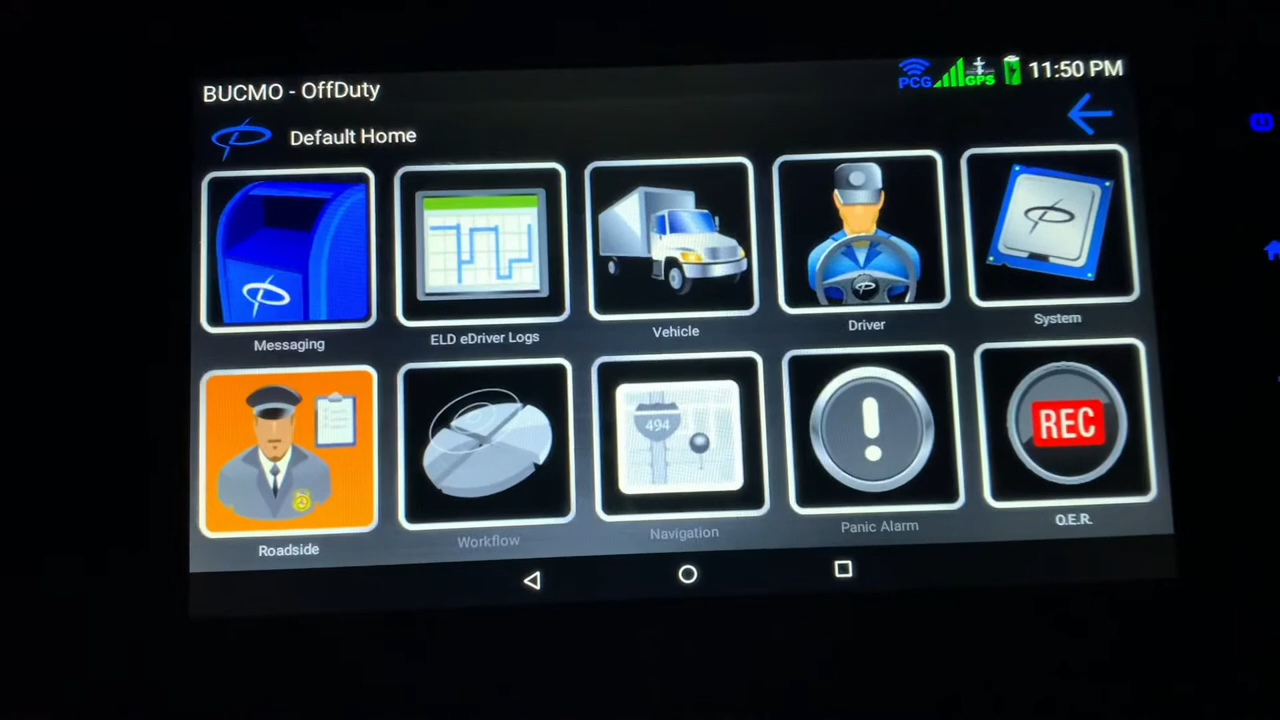 BUCMO - OffDuty
PCG
GPS
11:50 PM
Default Home
Messaging
ELD eDriver Logs
Vehicle
Driver
System
494
REC
Roadside
Workflow
Navigation
Panic Alarm
O.E.R.